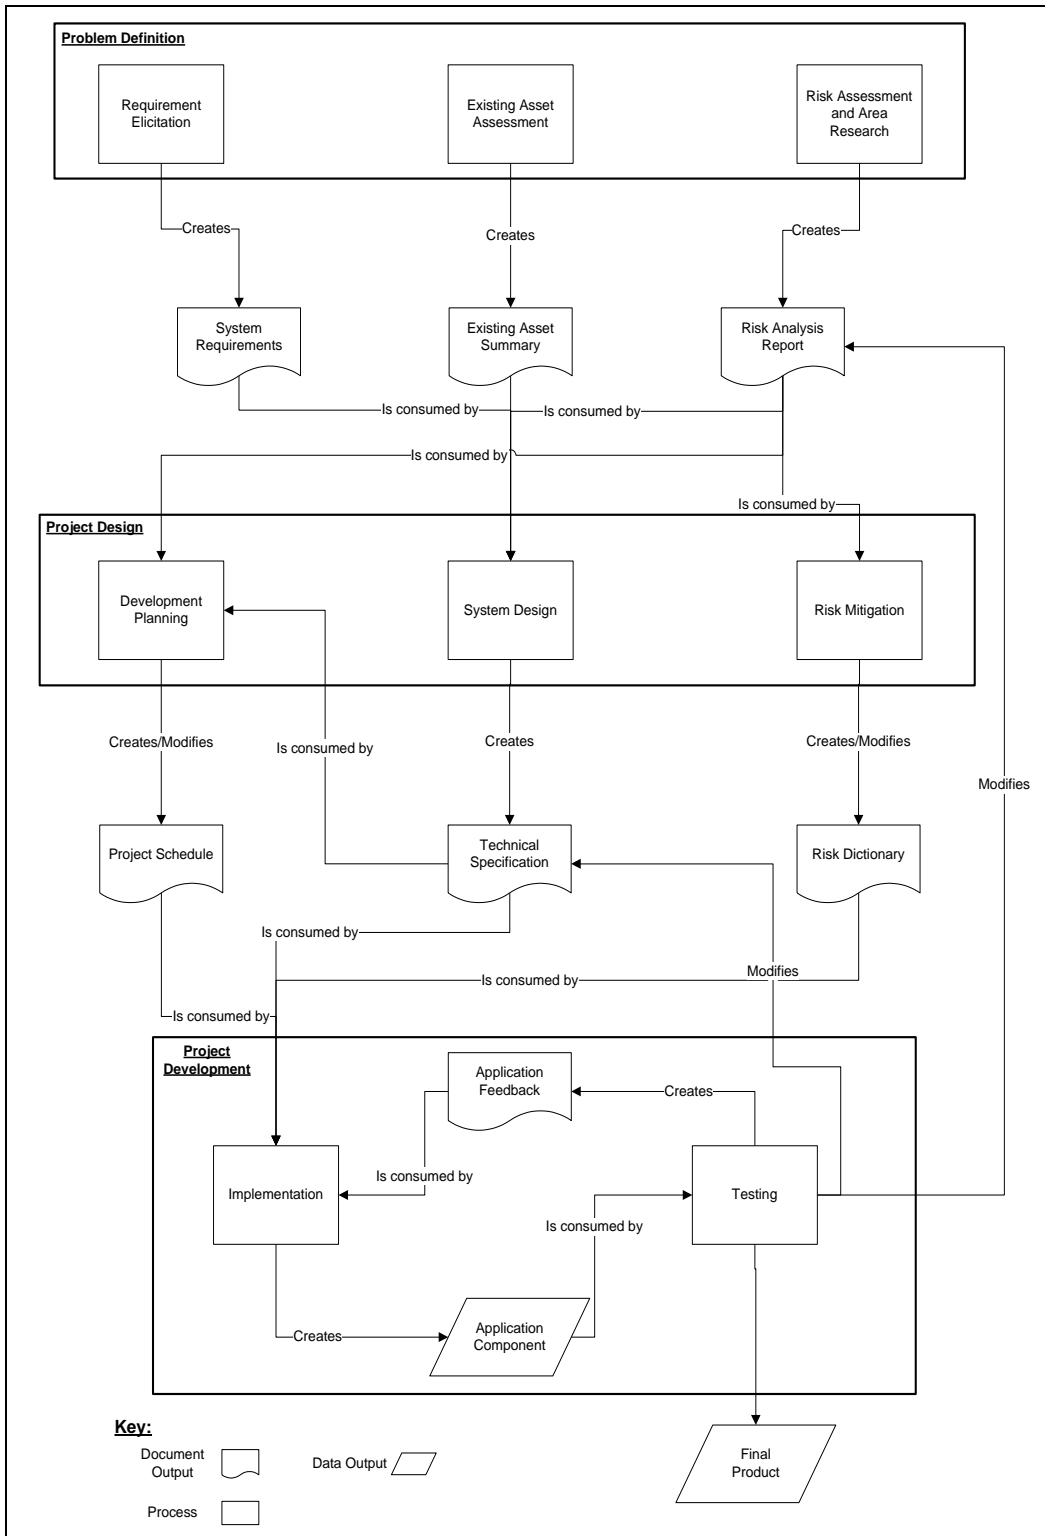 Problem Definition
Requirement
Elicitation
Existing Asset
Assessment
Risk Assessment
and Area
Research
Creates
Creates
Creates
System
Requirements
Existing Asset
Summary
Risk Analysis
Report
Is consumed by
Is consumed by
Is consumed by
Is consumed by
Project Design
Development
Planning
System Design
Risk Mitigation
Creates/Modifies
Is consumed by
Creates
Creates/Modifies
Modifies
Project Schedule
Technical
Specification
Risk Dictionary
Is consumed by
Modifies
Is consumed by
Is consumed by
Project
Development
Application
Feedback
Creates
Is consumed by
Implementation
Testing
Is consumed by
Creates
Application
Component
Key:
Document
Output
Data Output
Process
Final
Product